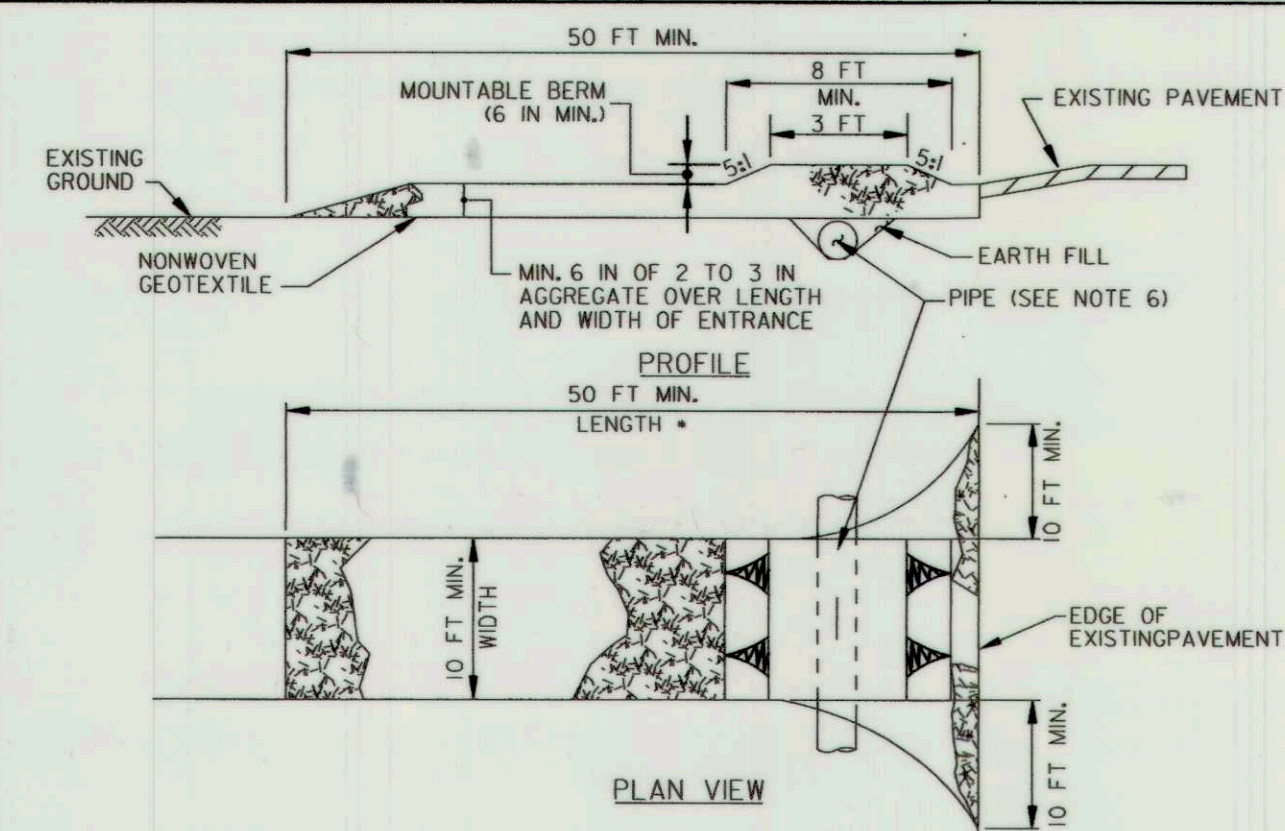 50 FT MIN.
8 FT
MIN.
3 FT
MOUNTABLE BERM
(6 IN MIN.)
EXISTING PAVEMENT
EXISTING
GROUND
5:1
5:1
NONWOVEN
GEOTEXTILE
MIN. 6 IN OF 2 TO 3 IN
AGGREGATE OVER LENGTH
AND WIDTH OF ENTRANCE
EARTH FILL
PIPE (SEE NOTE 6)
PROFILE
50 FT MIN.
LENGTH *
10 FT MIN.
10 FT MIN.
WIDTH
EDGE OF
EXISTINGPAVEMENT
10 FT MIN.
PLAN VIEW